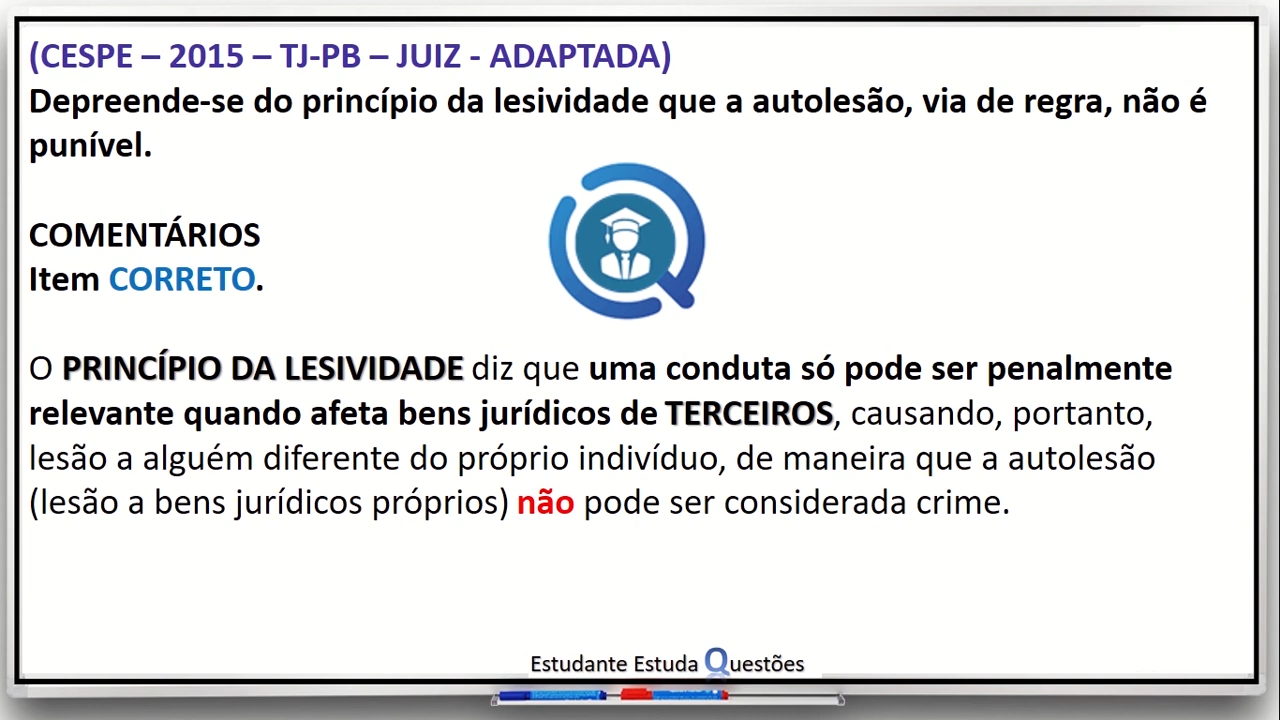 (CESPE – 2015 – TJ-PB – JUIZ - ADAPTADA)
Depreende-se do princípio da lesividade que a autolesão, via de regra, não é
punível.
COMENTÁRIOS
Item CORRETO.
O PRINCÍPIO DA LESIVIDADE diz que uma conduta só pode ser penalmente
relevante quando afeta bens jurídicos de TERCEIROS, causando, portanto,
lesão a alguém diferente do próprio indivíduo, de maneira que a autolesão
(lesão a bens jurídicos próprios) não pode ser considerada crime.
Estudante Estuda Questões